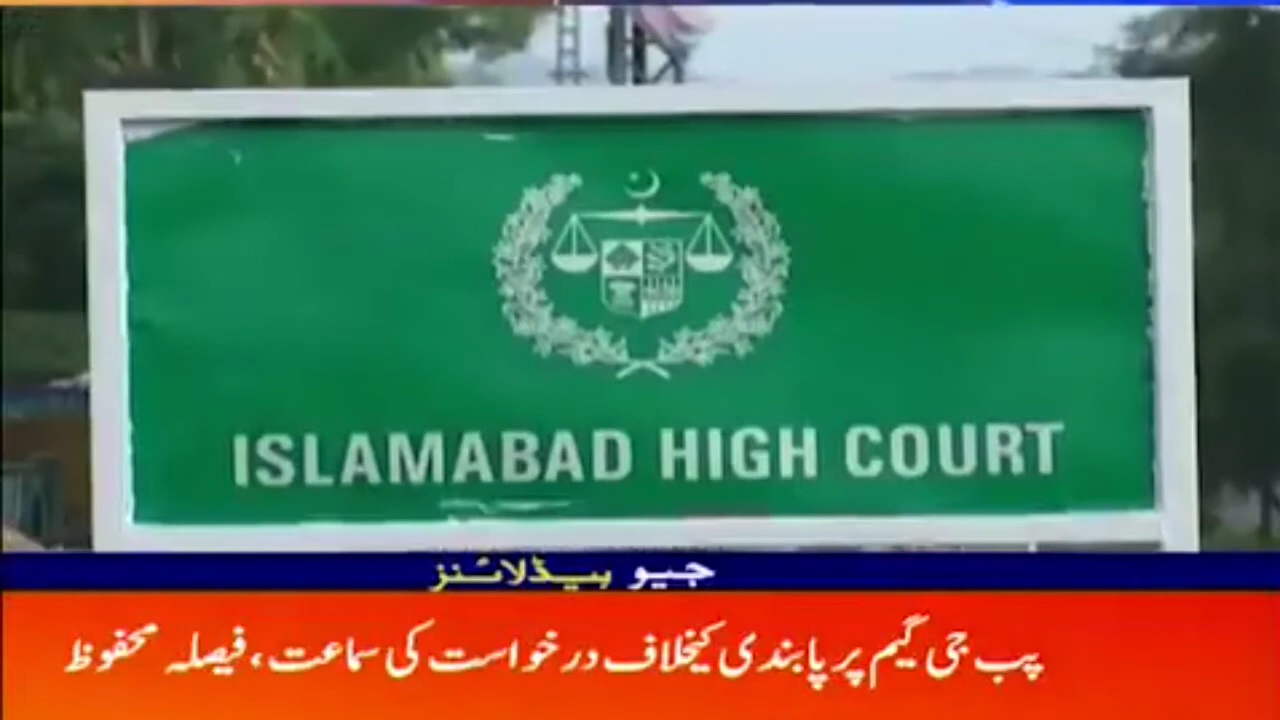 ISLAMABAD HIGH COURT
جیو ہیڈلائنز
پب جی گیم پر پابندی کیخلاف درخواست کی سماعت، فیصلہ محفوظ